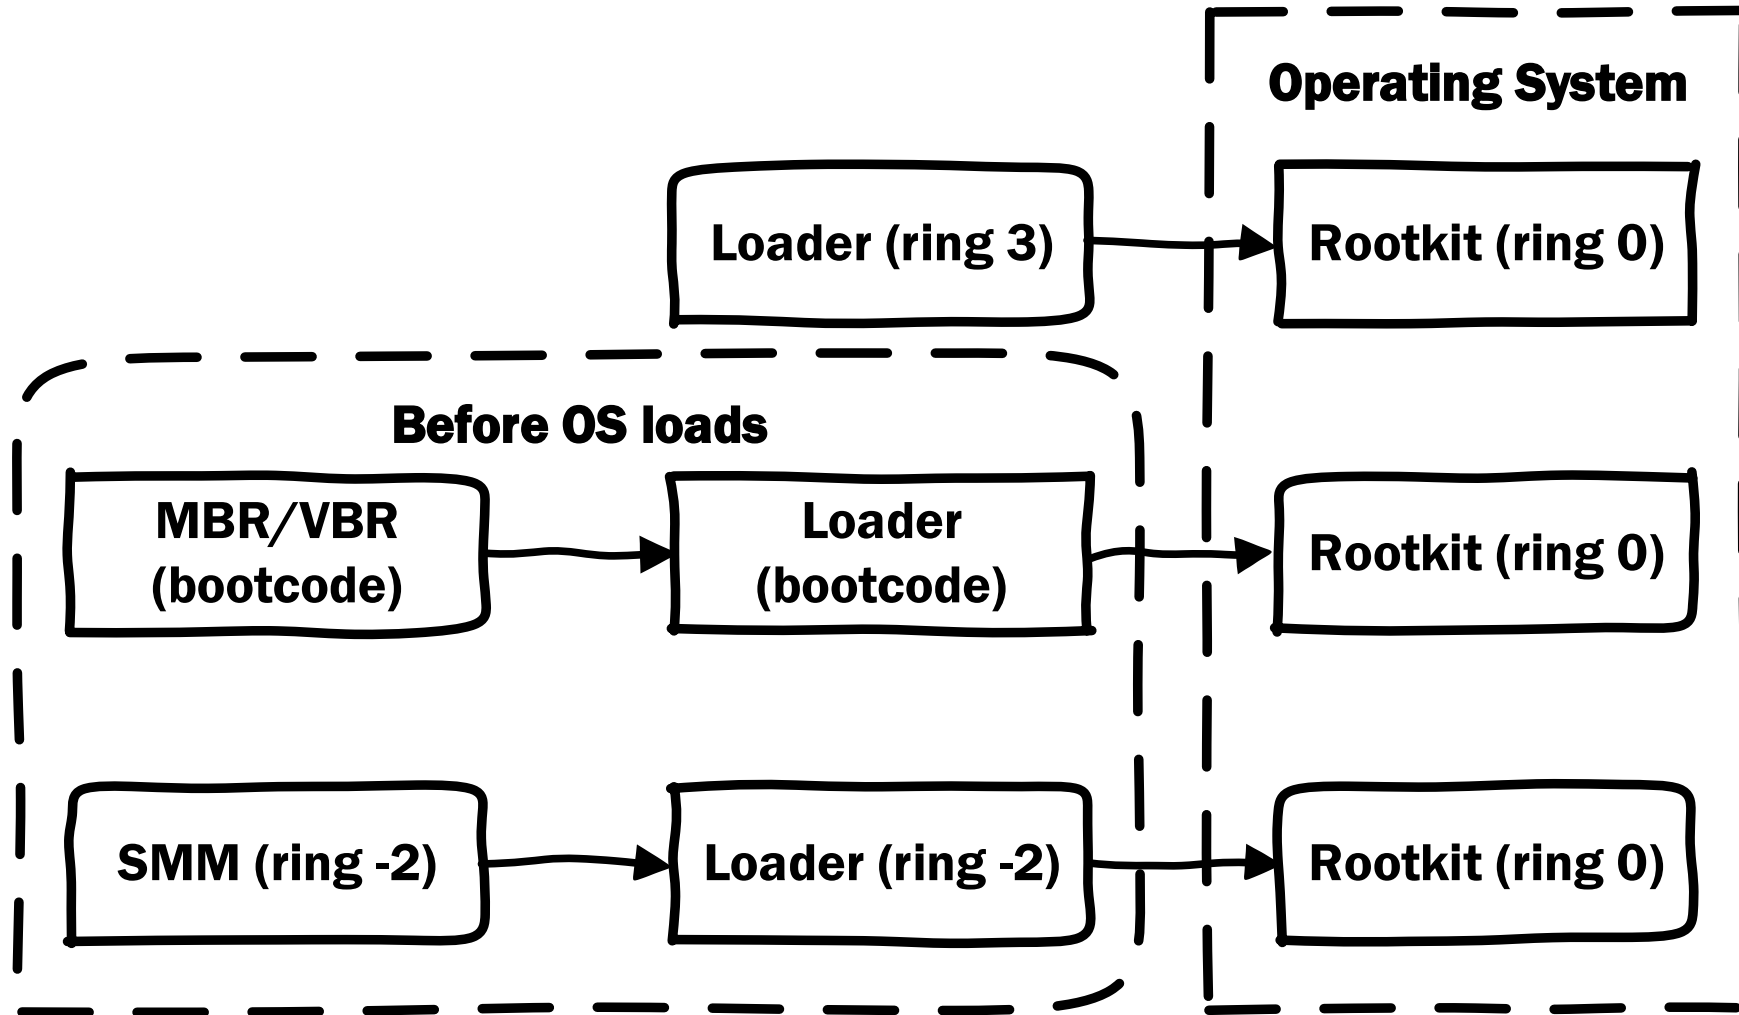 Operating System
Loader (ring 3)
Rootkit (ring 0)
Before OS loads
MBR/VBR
(bootcode)
Loader
(bootcode)
Rootkit (ring 0)
SMM (ring -2)
Loader (ring -2)
Rootkit (ring 0)